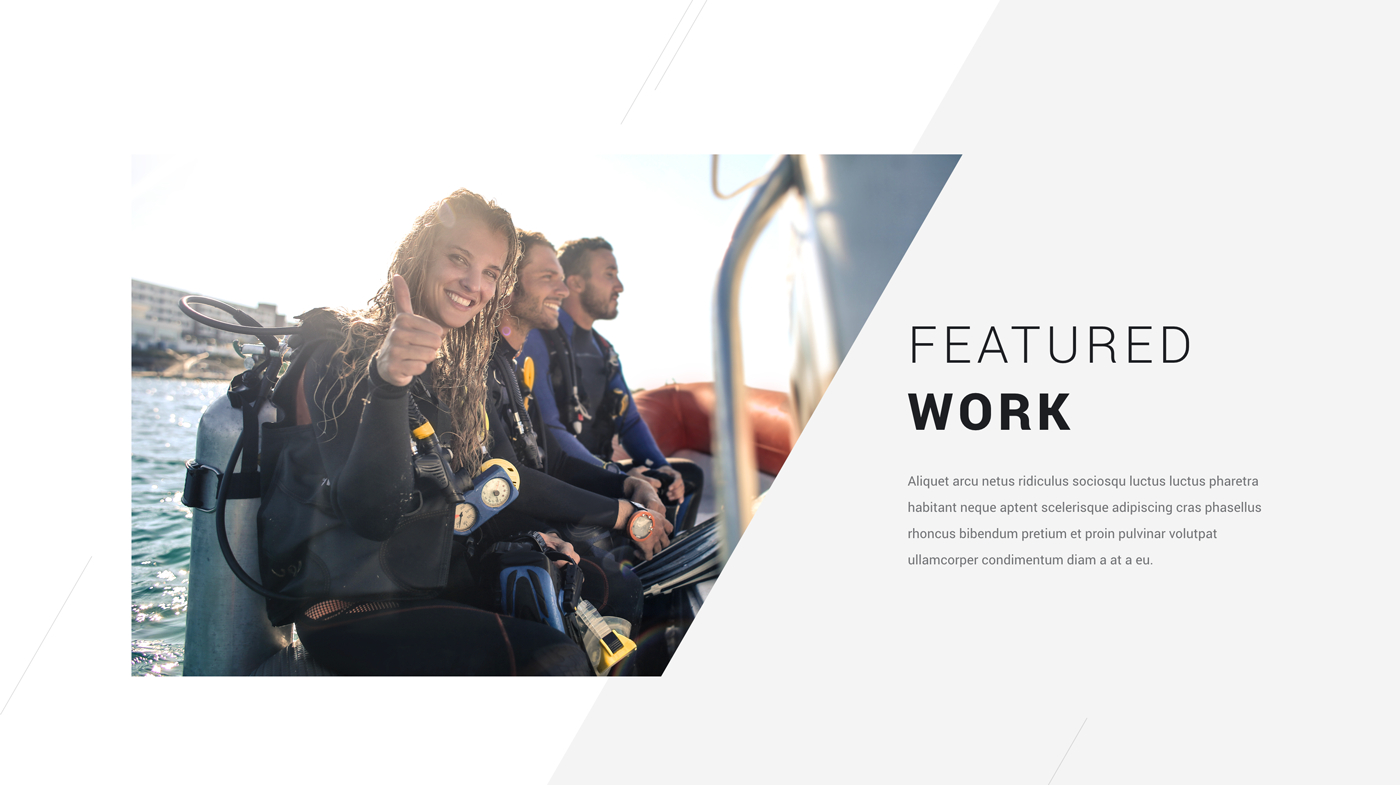 FEATURED
WORK
Aliquet arcu netus ridiculus sociosqu luctus luctus pharetra
habitant neque aptent scelerisque adipiscing cras phasellus
rhoncus bibendum pretium et proin pulvinar volutpat
ullamcorper condimentum diam a at a eu.